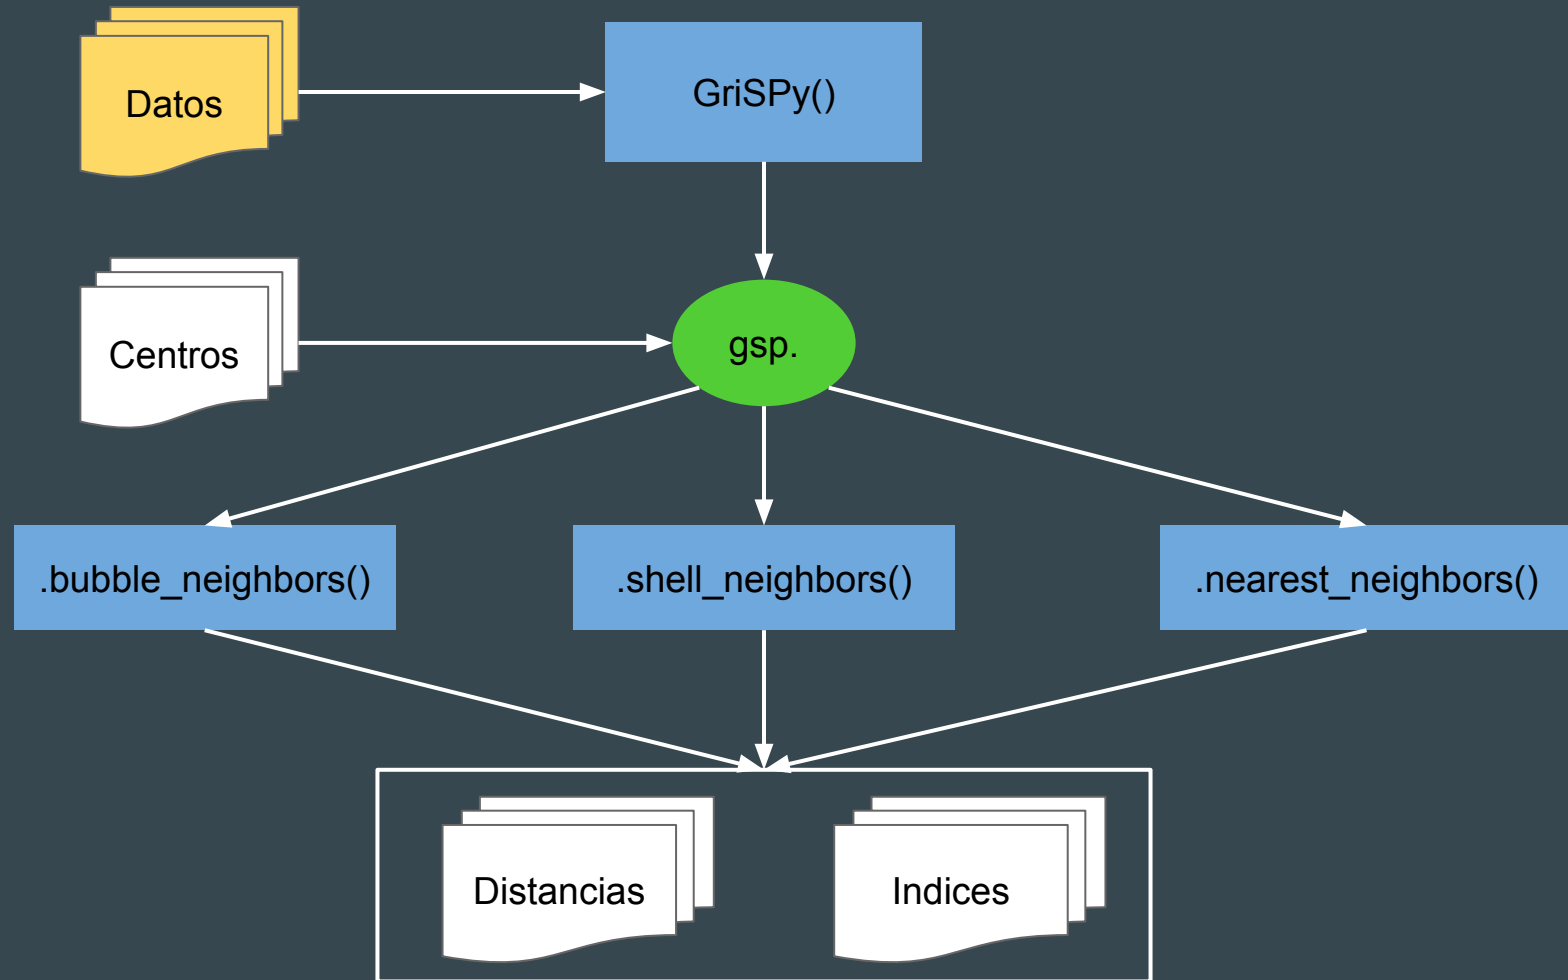 Datos
GriSPy()
Centros
gsp.
.bubble_neighbors()
.shell_neighbors()
.nearest_neighbors()
Distancias
Indices